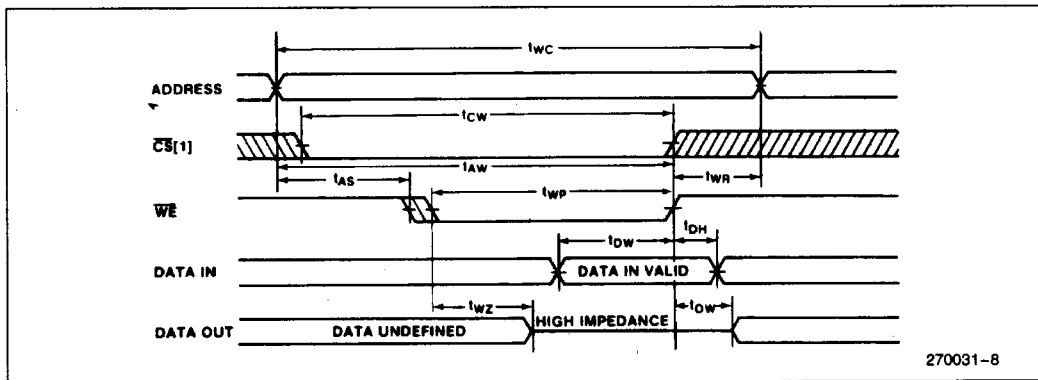 tWC
ADDRESS
tCW
CS[1]
tAW
tAS
tWR
tWP
WE
tDW
tDH
DATA IN
DATA IN VALID
tWZ
tOW
DATA OUT
DATA UNDEFINED
HIGH IMPEDANCE
270031-8